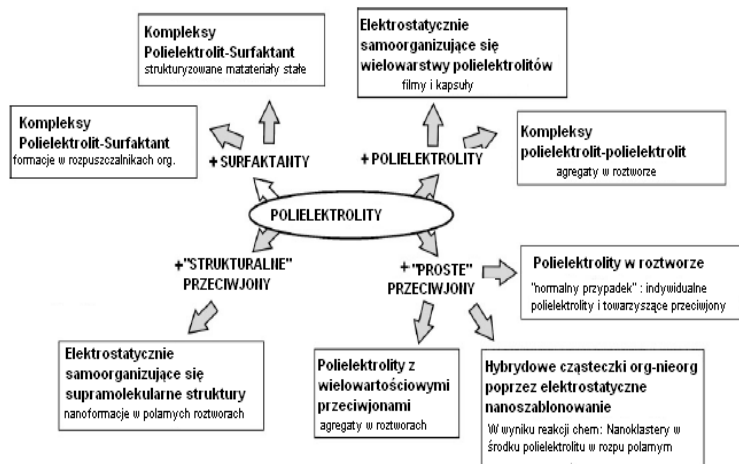 Kompleksy
Polielektrolit-Surfaktant
strukturyzowane matateriały stałe
Elektrostatycznie
samoorganizujące się
wielowarstwy polielektrolitów
filmy i kapsuły
Kompleksy
Polielektrolit-Surfaktant
formacje w rozpuszczalnikach org.
+ SURFAKTANTY
+ POLIELEKTROLITY
Kompleksy
polielektrolit-polielektrolit
agregaty w roztworze
POLIELEKTROLITY
+"STRUKTURALNE"
PRZECIWJONY
+ "PROSTE"
PRZECIWJONY
Polielektrolity w roztworze
"normalny przypadek" : indywidualne
polielektrolity i towarzyszące przeciwjony
Elektrostatycznie
samoorganizujące się
supramolekularne struktury
nanoformacje w polarnych roztworach
Polielektrolity z
wielowartościowymi
przeciwjonami
agregaty w roztworach
Hybrydowe cząsteczki org-nieorg
poprzez elektrostatyczne
nanoszablonowanie
W wyniku reakcji chem: Nanoklastery w
środku polielektrolitu w rozpu polarnym